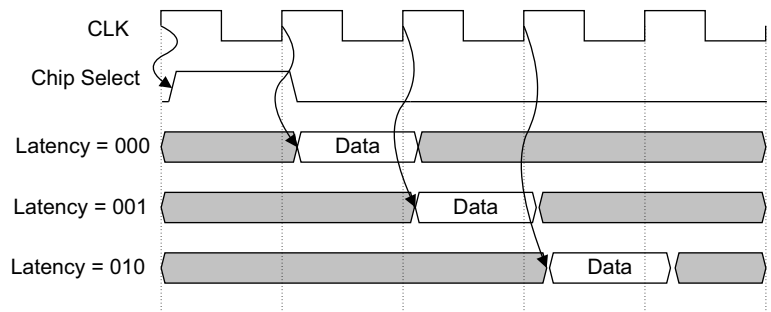 CLK
Chip Select
Latency = 000
Data
Latency = 001
Data
Latency = 010
Data